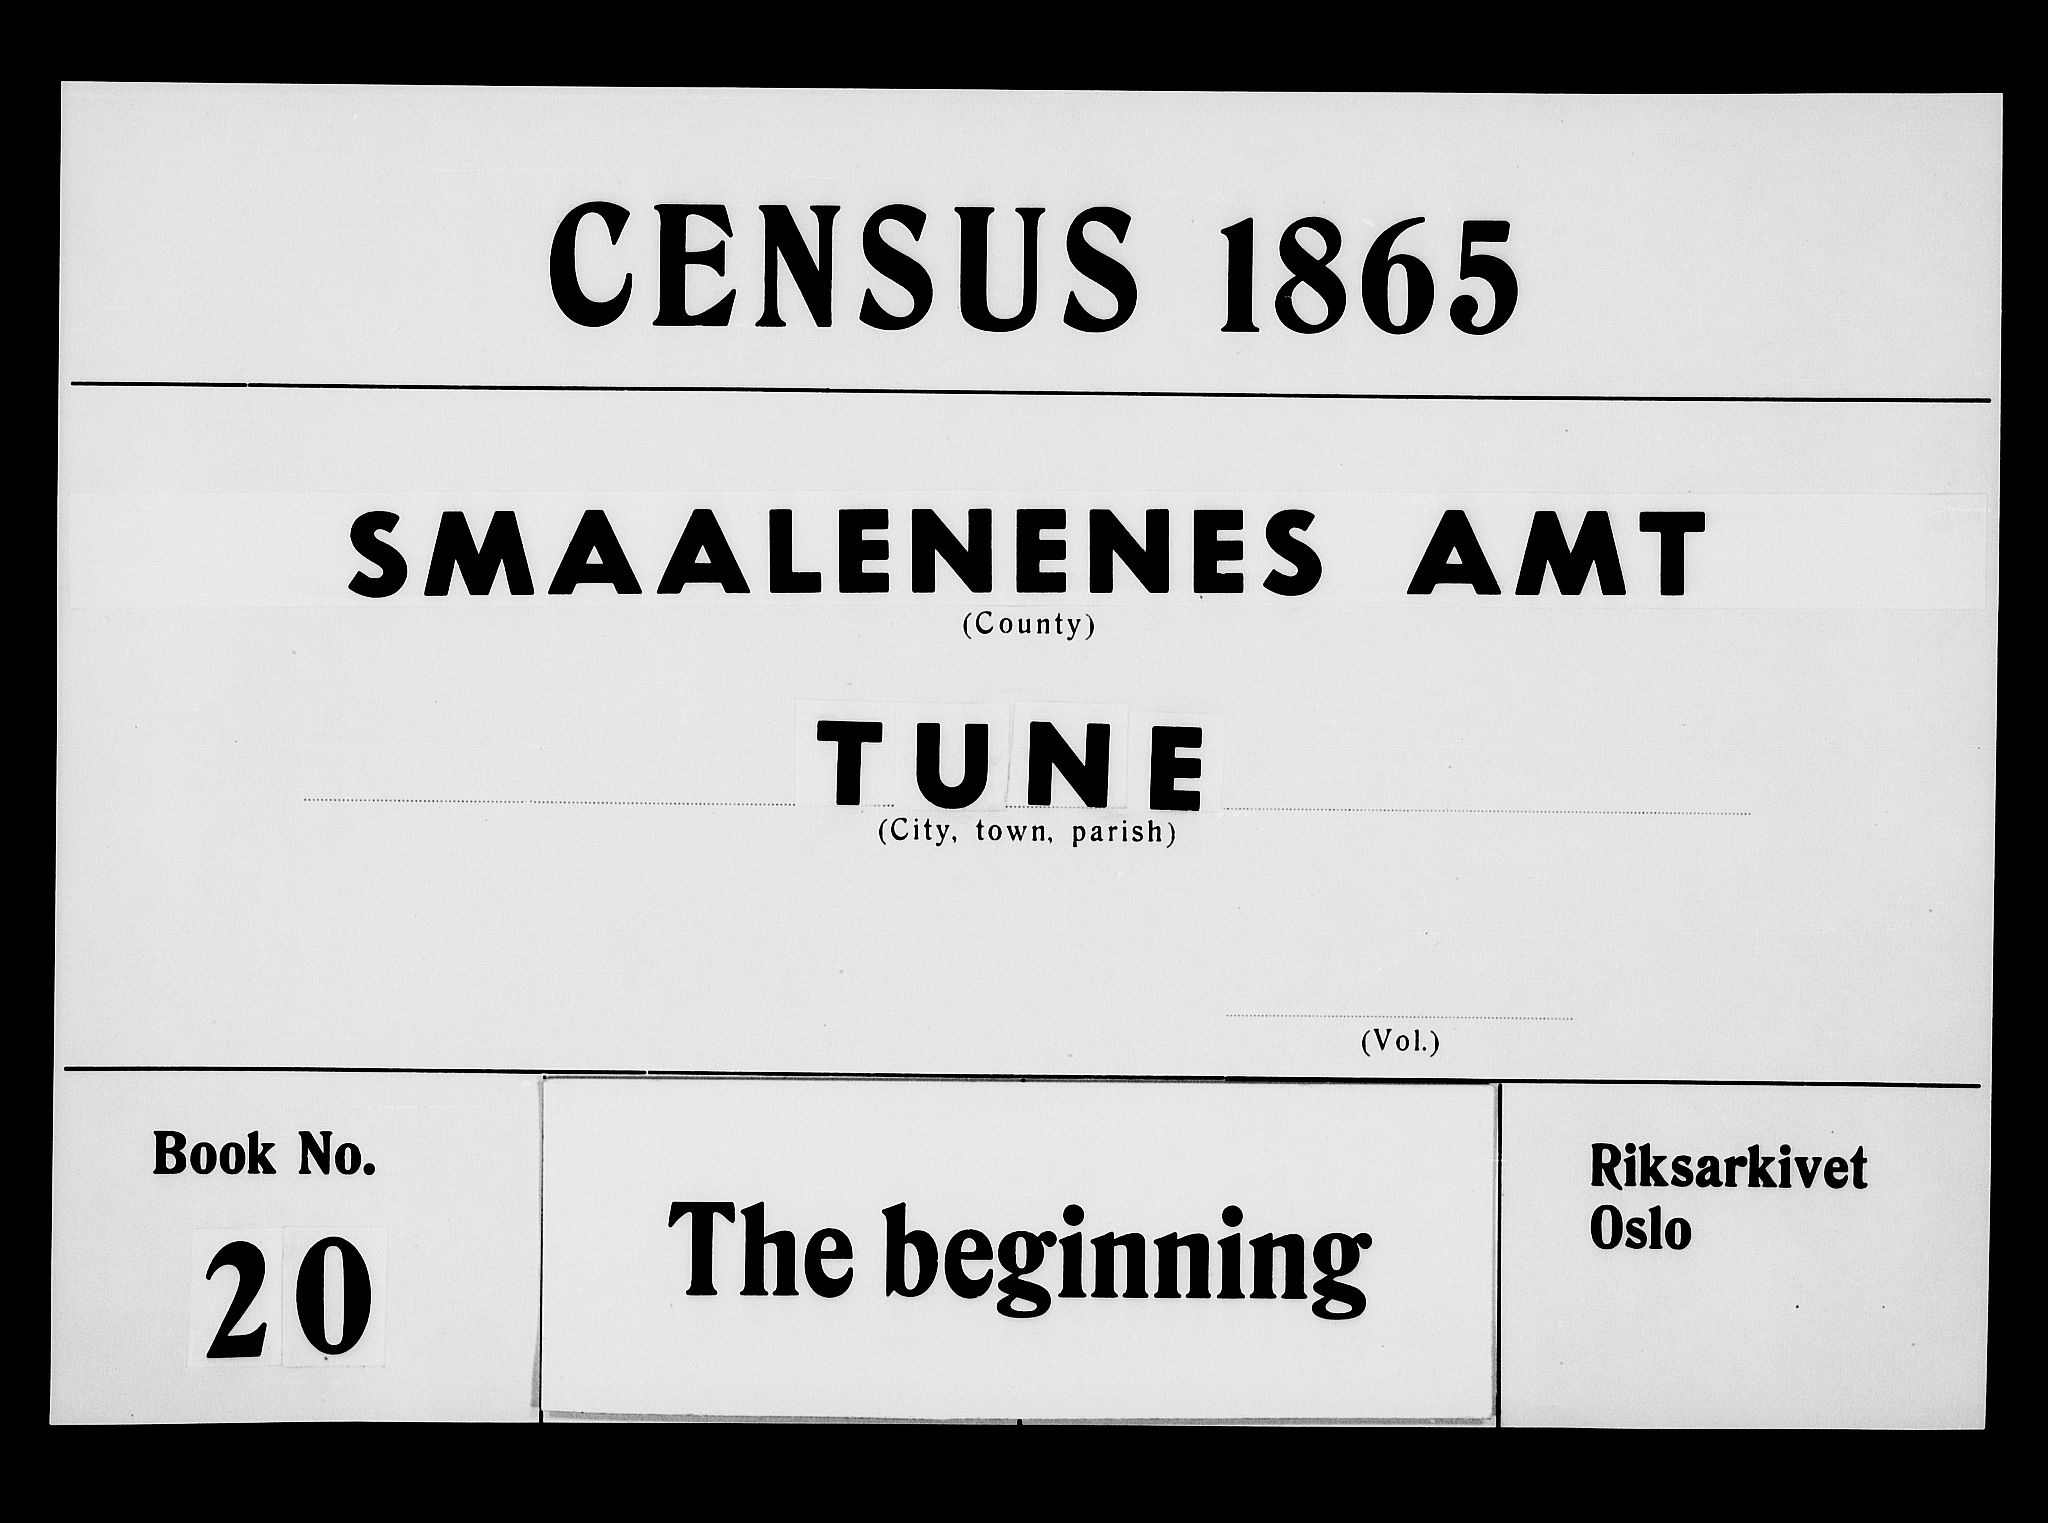 CENSUS 1865
SMAALENENES AMT
(County)
TUNE
(City, town, parish)
(Vol.)
Book No.
20
The beginning
Riksarkivet
Oslo